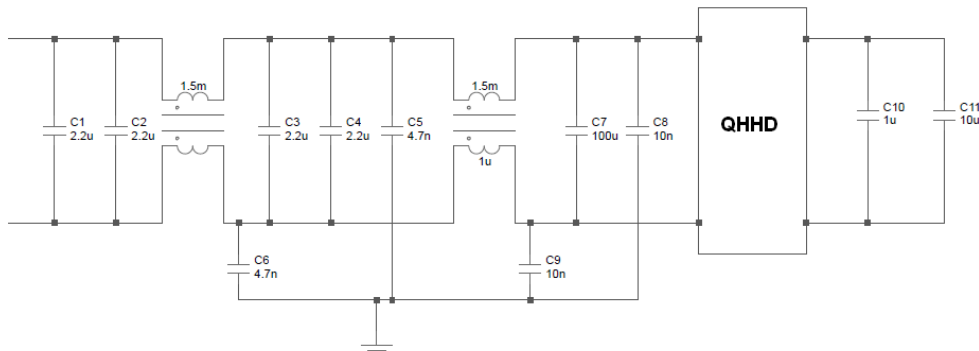 1.5m
1.5m
C1
2.2u
C2
2.2u
C3
2.2u
C4
2.2u
C5
4.7n
1u
C7
100u
C8
10n
QHHD
C10
1u
C11
10u
C6
4.7n
C9
10n